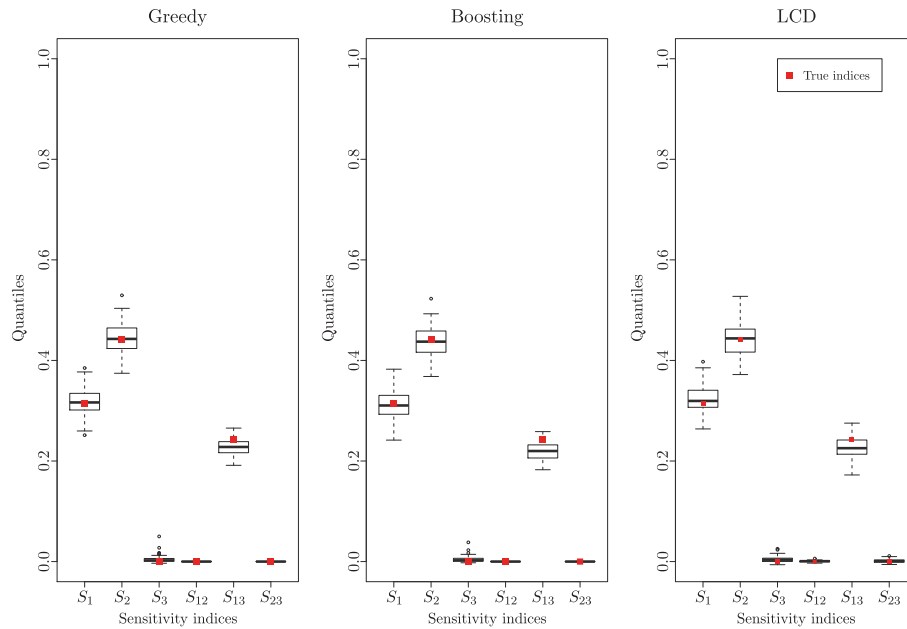 Greedy
Boosting
LCD
Quantiles
0.0 0.2 0.4 0.6 0.8 1.0
S1 S2 S3 S12 S13 S23
Sensitivity indices
Quantiles
0.0 0.2 0.4 0.6 0.8 1.0
S1 S2 S3 S12 S13 S23
Sensitivity indices
Quantiles
0.0 0.2 0.4 0.6 0.8 1.0
True indices
S1 S2 S3 S12 S13 S23
Sensitivity indices